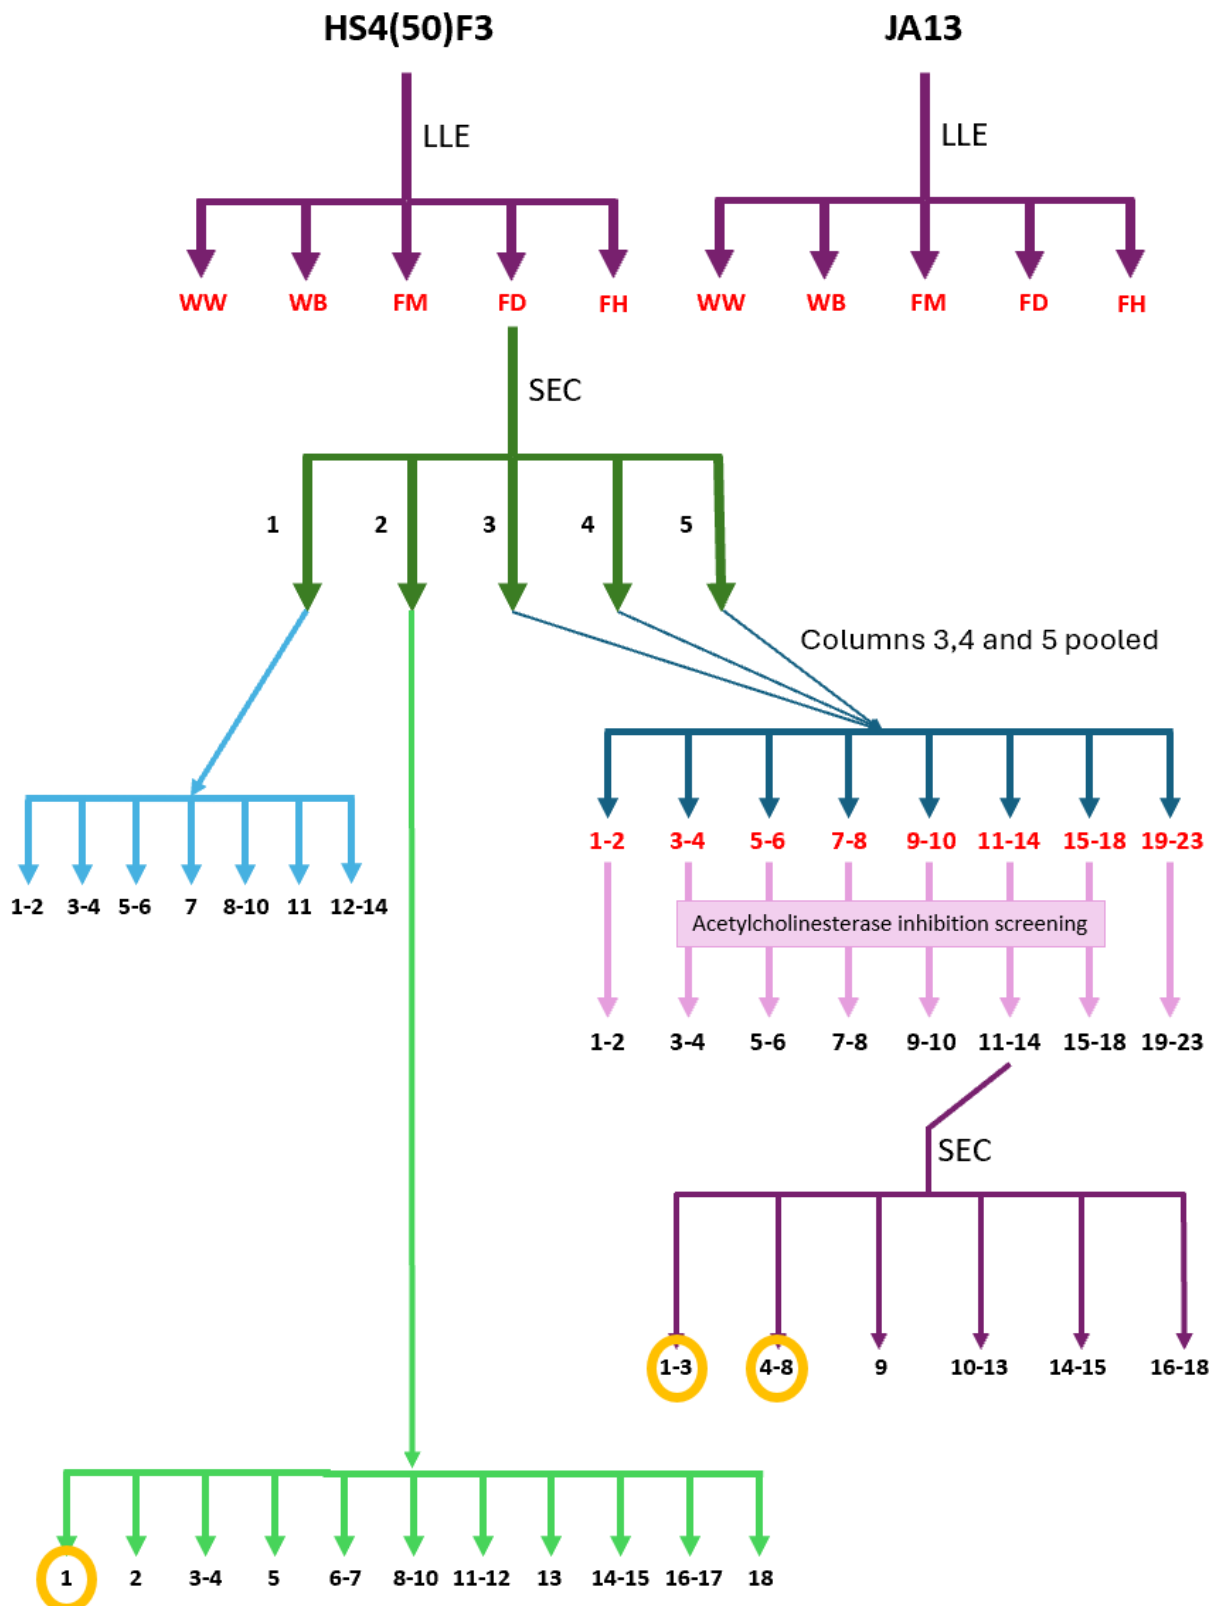 HS4(50)F3 JA13
LLE LLE
WW WB FM FD FH WW WB FM FD FH
SEC
1 2 3 4 5
Columns 3,4 and 5 pooled
1-2 3-4 5-6 7-8 9-10 11-14 15-18 19-23
1-2 3-4 5-6 7 8-10 11 12-14
Acetylcholinesterase inhibition screening
1-2 3-4 5-6 7-8 9-10 11-14 15-18 19-23
SEC
1-3 4-8 9 10-13 14-15 16-18
1 2 3-4 5 6-7 8-10 11-12 13 14-15 16-17 18